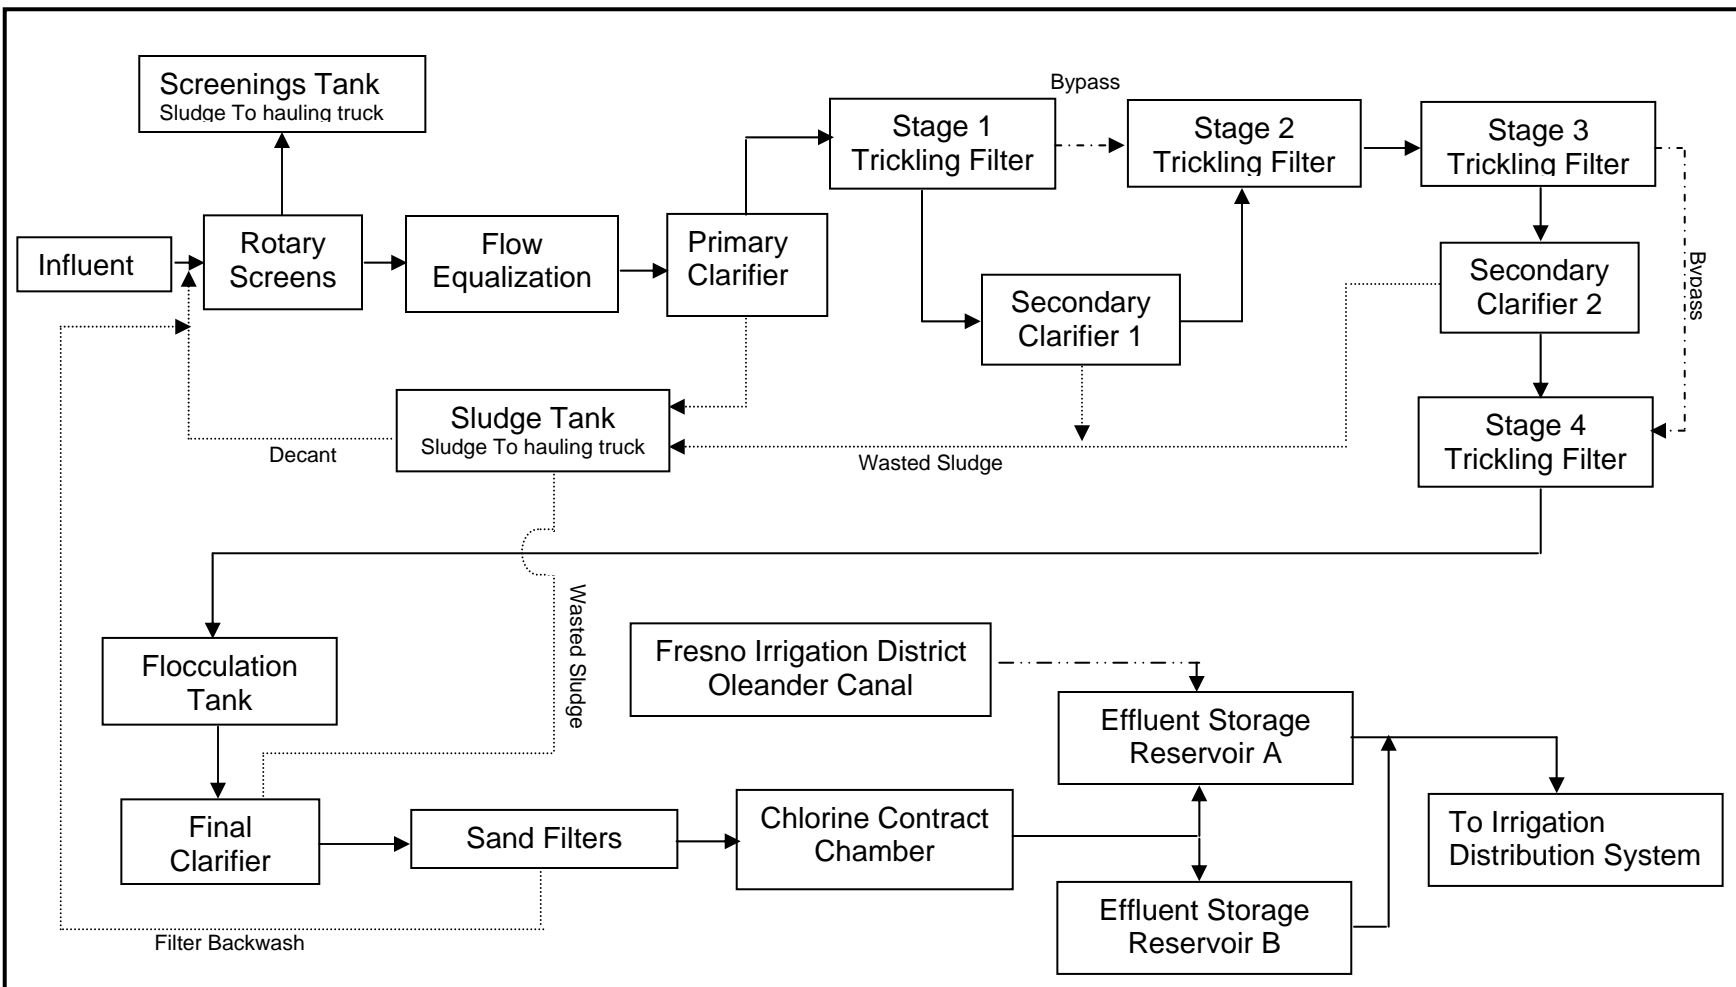 Screenings Tank
Sludge To hauling truck
Bypass
Stage 1
Trickling Filter
Stage 2
Trickling Filter
Stage 3
Trickling Filter
Influent
Rotary
Screens
Flow
Equalization
Primary
Clarifier
Secondary
Clarifier 1
Secondary
Clarifier 2
Bypass
Sludge Tank
Sludge To hauling truck
Decant
Wasted Sludge
Stage 4
Trickling Filter
Wasted Sludge
Flocculation
Tank
Fresno Irrigation District
Oleander Canal
Effluent Storage
Reservoir A
Final
Clarifier
Sand Filters
Chlorine Contract
Chamber
To Irrigation
Distribution System
Effluent Storage
Reservoir B
Filter Backwash